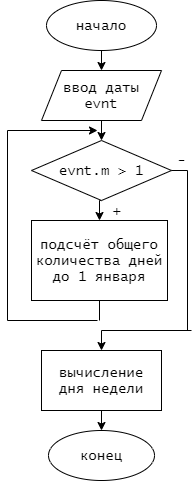 начало
ввод даты
evnt
evnt.m > 1
–
+
подсчёт общего
количества дней
до 1 января
вычисление
дня недели
конец